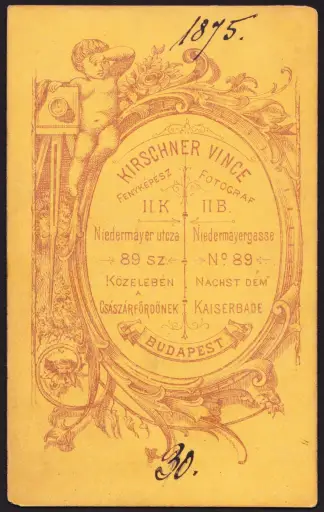 1875.
KIRSCHNER VINCE
FENYKÉPÉSZ FOTOGRAF
II.K II B.
Niedermayer utcza Niedermayergasse
89 SZ. No 89
KÖZELÉBEN NÄCHST DEM
A
CSÁSZÁRFÜRDŐNEK KAISERBADE
BUDAPEST
30.